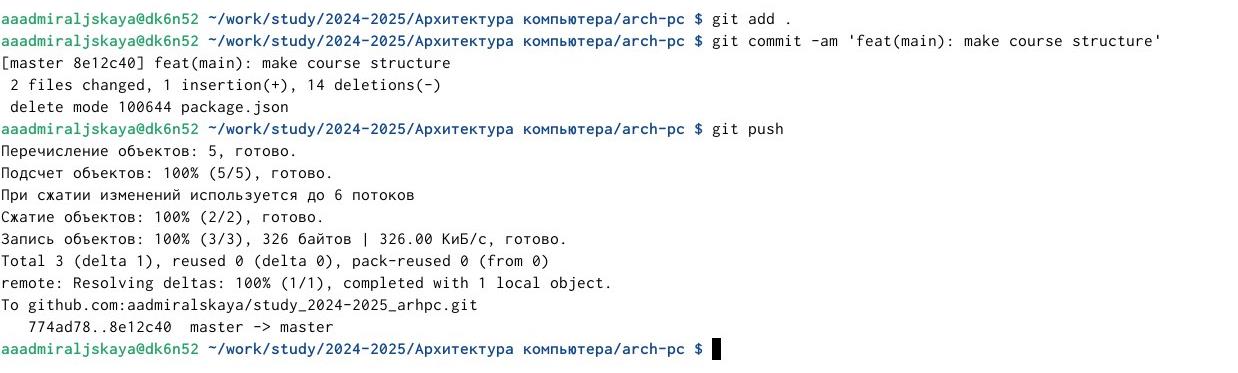 aaadmiraljskaya@dk6n52 ~/work/study/2024-2025/Архитектура компьютера/arch-pc $ git add .
aaadmiraljskaya@dk6n52 ~/work/study/2024-2025/Архитектура компьютера/arch-pc $ git commit -am 'feat(main): make course structure'
[master 8e12c40] feat(main): make course structure
 2 files changed, 1 insertion(+), 14 deletions(-)
 delete mode 100644 package.json
aaadmiraljskaya@dk6n52 ~/work/study/2024-2025/Архитектура компьютера/arch-pc $ git push
Перечисление объектов: 5, готово.
Подсчет объектов: 100% (5/5), готово.
При сжатии изменений используется до 6 потоков
Сжатие объектов: 100% (2/2), готово.
Запись объектов: 100% (3/3), 326 байтов | 326.00 КиБ/с, готово.
Total 3 (delta 1), reused 0 (delta 0), pack-reused 0 (from 0)
remote: Resolving deltas: 100% (1/1), completed with 1 local object.
To github.com:aadmiralskaya/study_2024-2025_arhpc.git
   774ad78..8e12c40  master -> master
aaadmiraljskaya@dk6n52 ~/work/study/2024-2025/Архитектура компьютера/arch-pc $